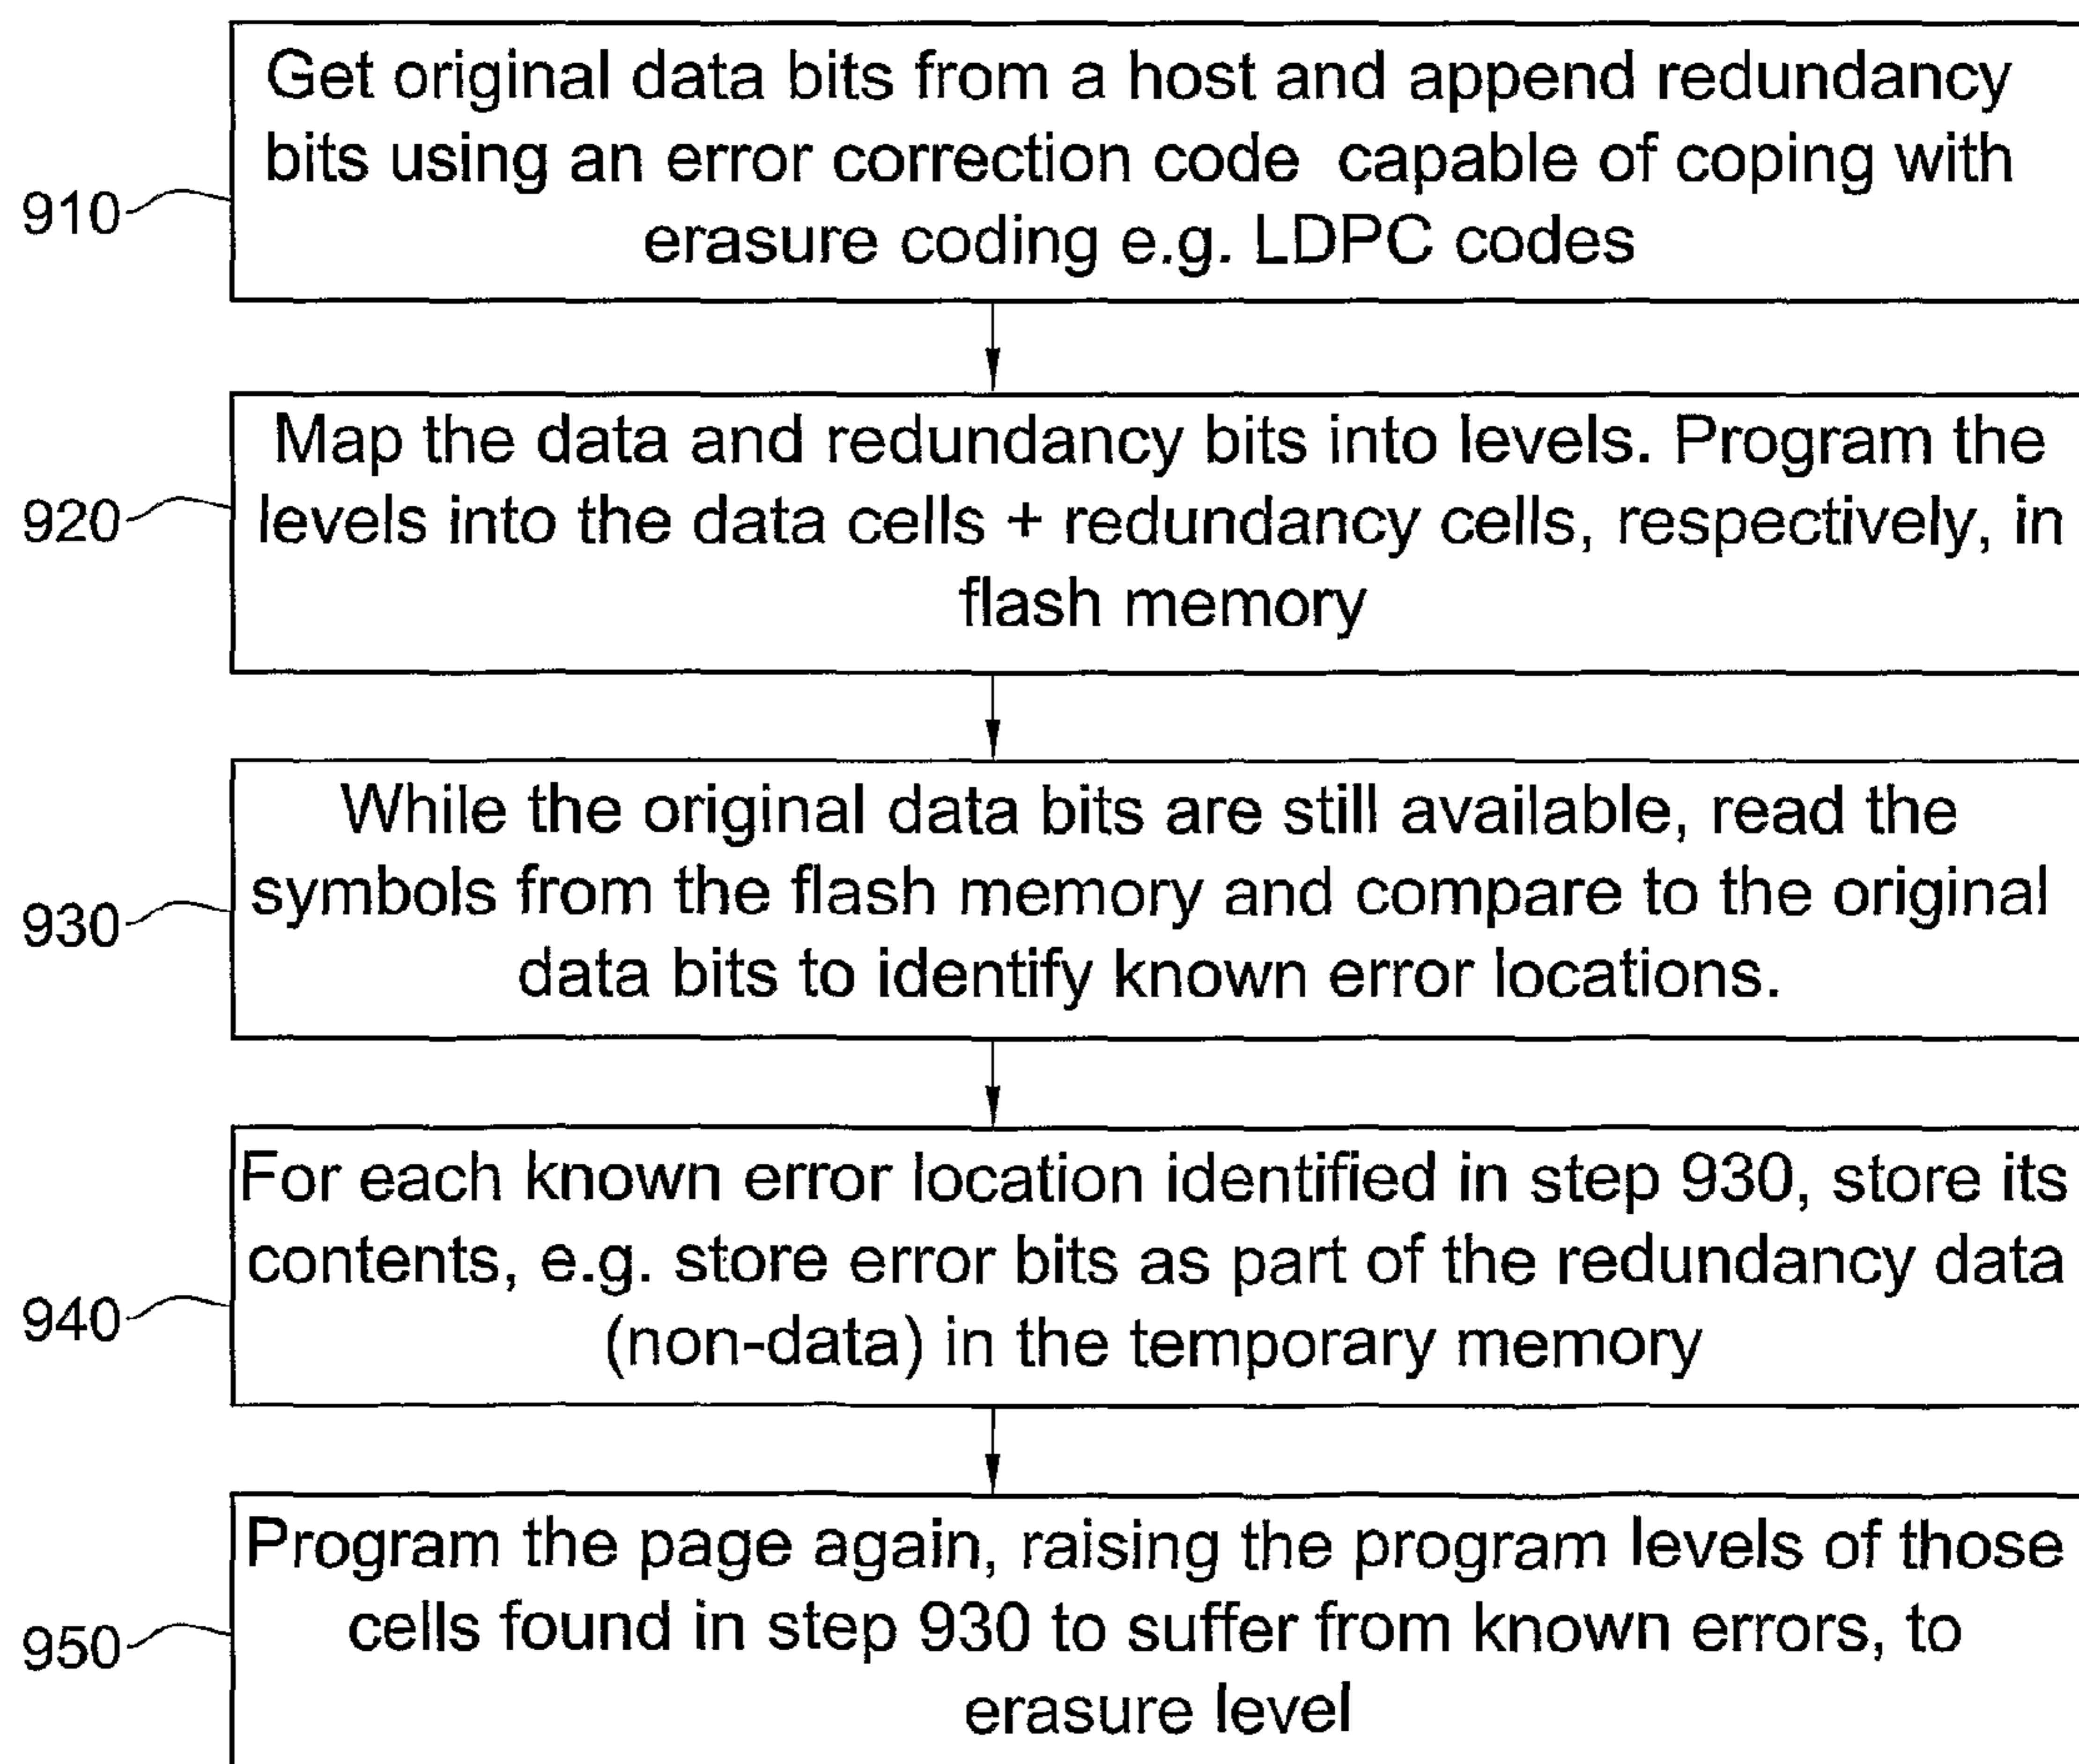 Get original data bits from a host and append redundancy
bits using an error correction code capable of coping with
910
erasure coding e.g. LDPC codes
Map the data and redundancy bits into levels. Program the
920
levels into the data cells + redundancy cells, respectively, in
flash memory
While the original data bits are still available, read the
930
symbols from the flash memory and compare to the original
data bits to identify known error locations.
For each known error location identified in step 930, store its
contents, e.g. store error bits as part of the redundancy data
940
(non-data) in the temporary memory
Program the page again, raising the program levels of those
950
cells found in step 930 to suffer from known errors, to
erasure level